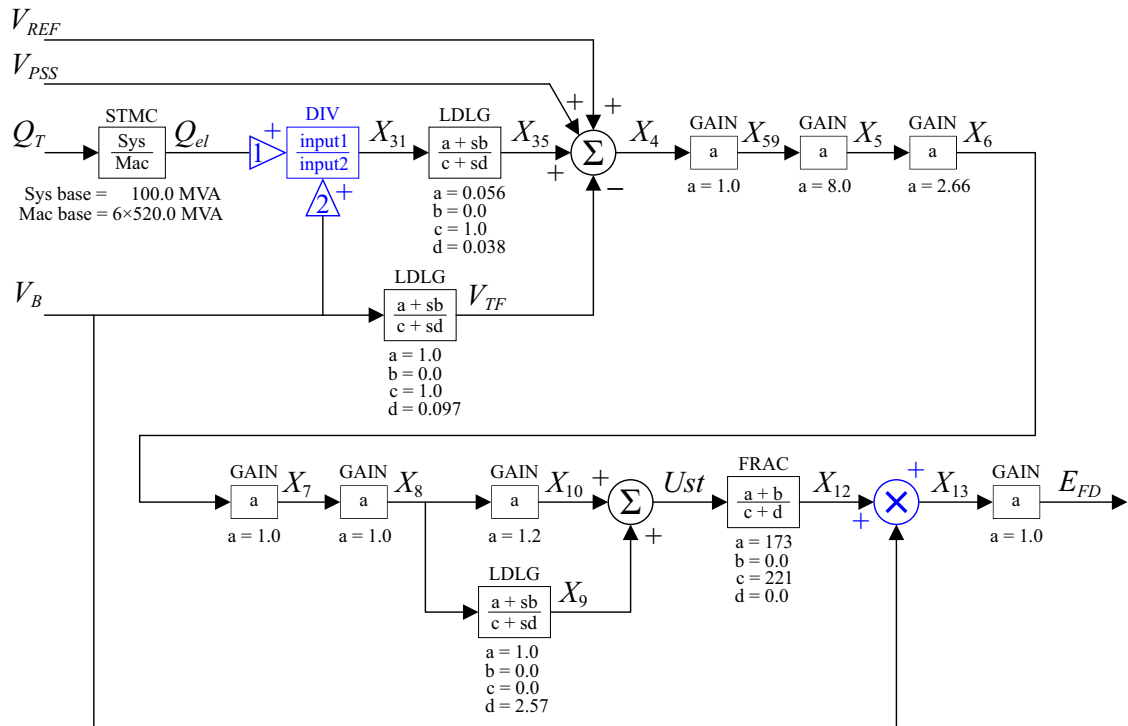 V_REF
V_PSS
STMC
DIV
LDLG
GAIN
GAIN
GAIN
Q_T
Sys
Mac
Q_el
1
+
input1
input2
X_31
a + sb
c + sd
X_35
+
+
+
Σ
−
X_4
a
X_59
a
X_5
a
X_6
Sys base = 100.0 MVA
Mac base = 6×520.0 MVA
2
+
a = 0.056
b = 0.0
c = 1.0
d = 0.038
a = 1.0
a = 8.0
a = 2.66
LDLG
V_B
a + sb
c + sd
V_TF
a = 1.0
b = 0.0
c = 1.0
d = 0.097
GAIN
GAIN
GAIN
FRAC
GAIN
a
X_7
a
X_8
a
X_10
+
Σ
+
Ust
a + b
c + d
X_12
+
+
×
X_13
a
E_FD
a = 1.0
a = 1.0
a = 1.2
a = 173
b = 0.0
c = 221
d = 0.0
a = 1.0
LDLG
a + sb
c + sd
X_9
a = 1.0
b = 0.0
c = 0.0
d = 2.57